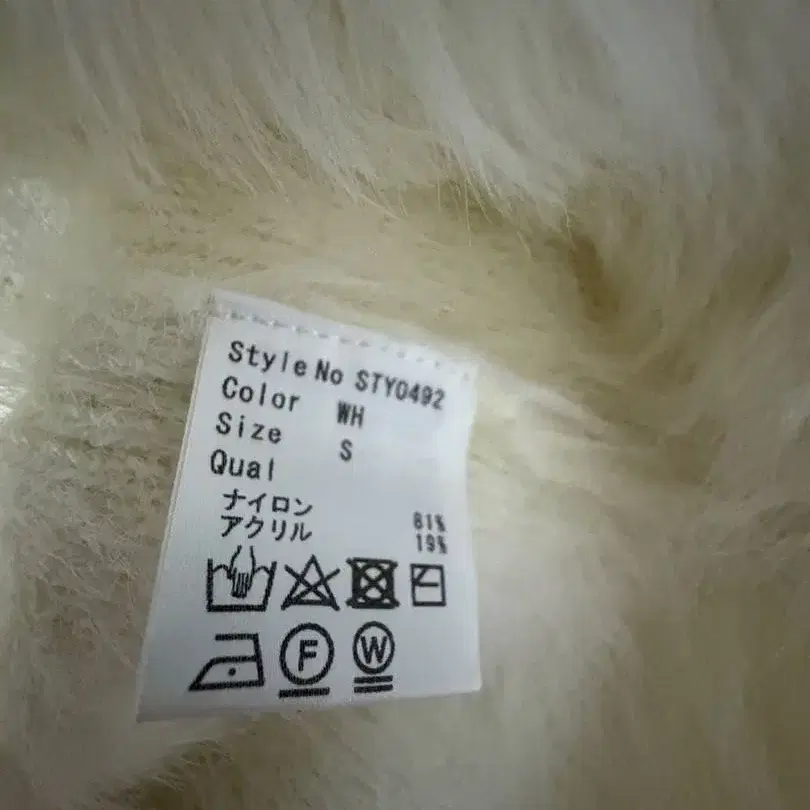 Style No STY0492
Color WH
Size S
Qual
ナイロン 81%
アクリル 19%
F W